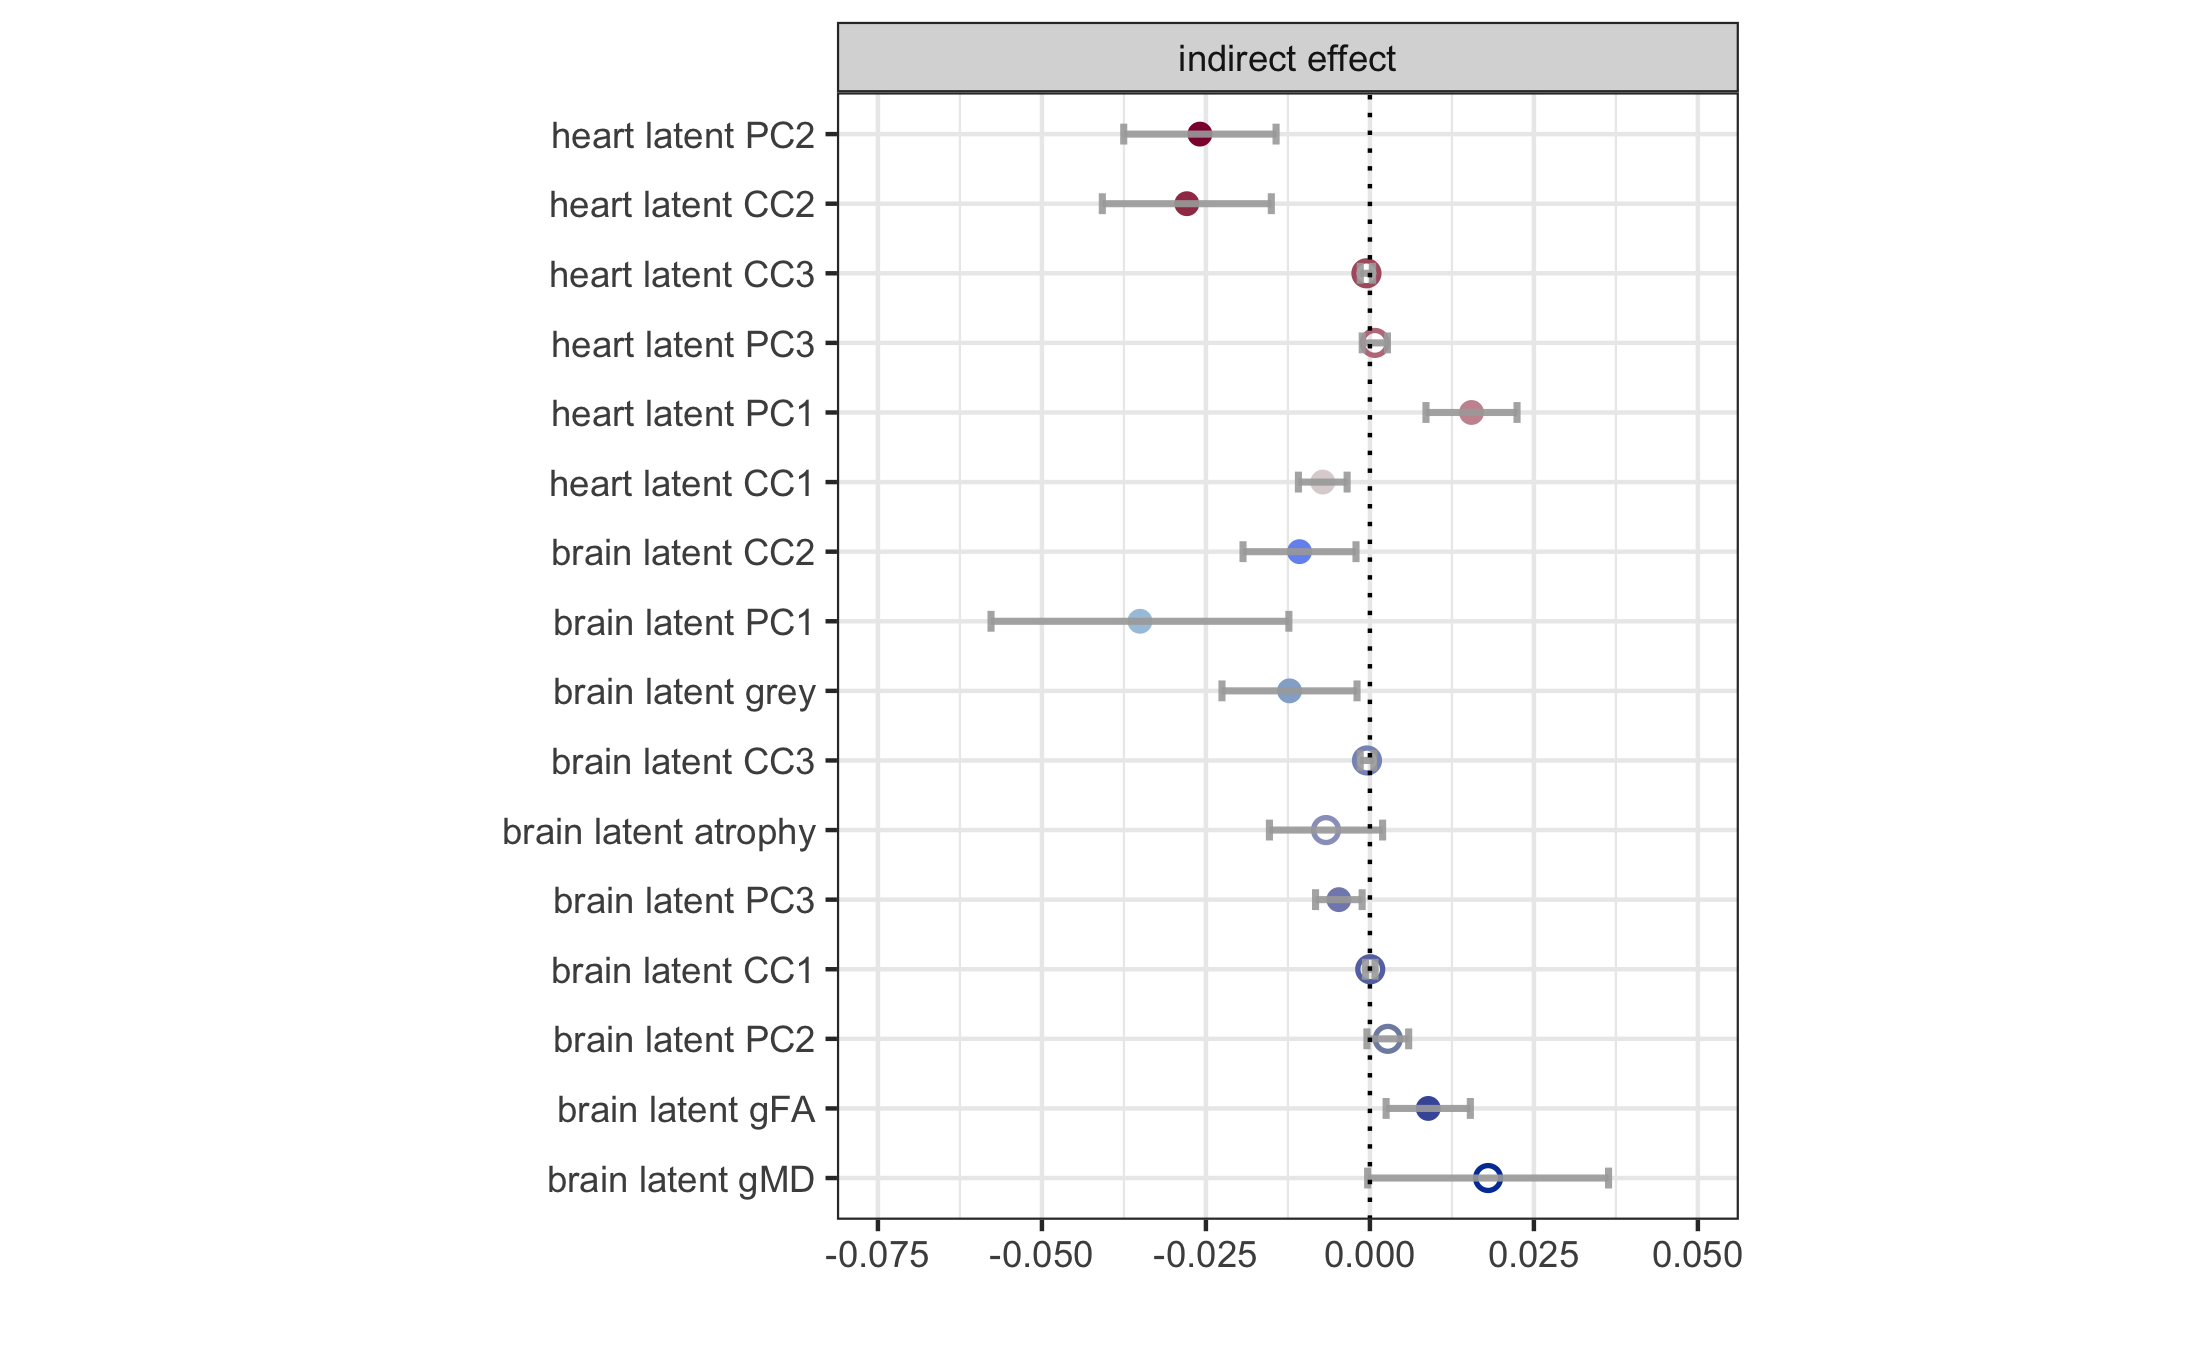 indirect effect
heart latent PC2
heart latent CC2
heart latent CC3
heart latent PC3
heart latent PC1
heart latent CC1
brain latent CC2
brain latent PC1
brain latent grey
brain latent CC3
brain latent atrophy
brain latent PC3
brain latent CC1
brain latent PC2
brain latent gFA
brain latent gMD
-0.075 -0.050 -0.025 0.000 0.025 0.050